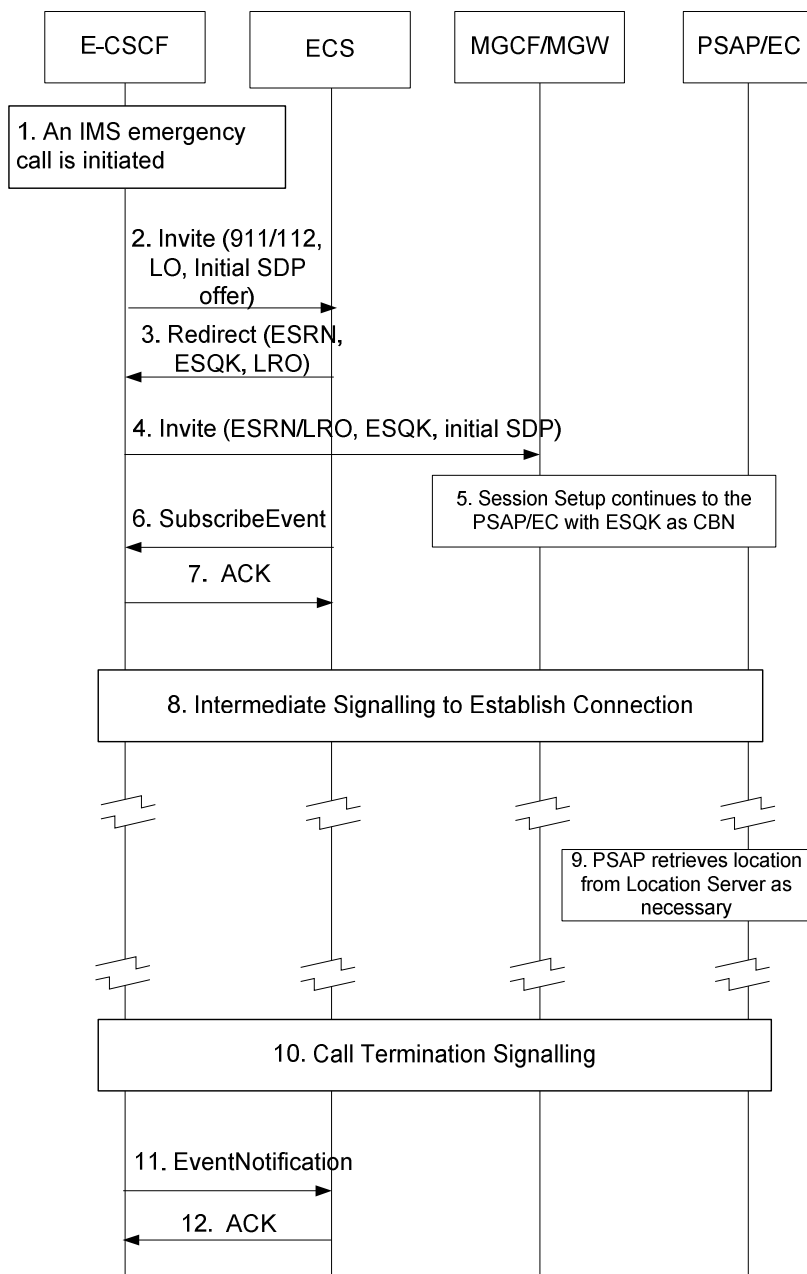 E-CSCF
ECS
MGCF/MGW
PSAP/EC
1. An IMS emergency
call is initiated
2. Invite (911/112,
LO, Initial SDP
offer)
3. Redirect (ESRN,
ESQK, LRO)
4. Invite (ESRN/LRO, ESQK, initial SDP)
5. Session Setup continues to the
PSAP/EC with ESQK as CBN
6. SubscribeEvent
7. ACK
8. Intermediate Signalling to Establish Connection
9. PSAP retrieves location
from Location Server as
necessary
10. Call Termination Signalling
11. EventNotification
12. ACK